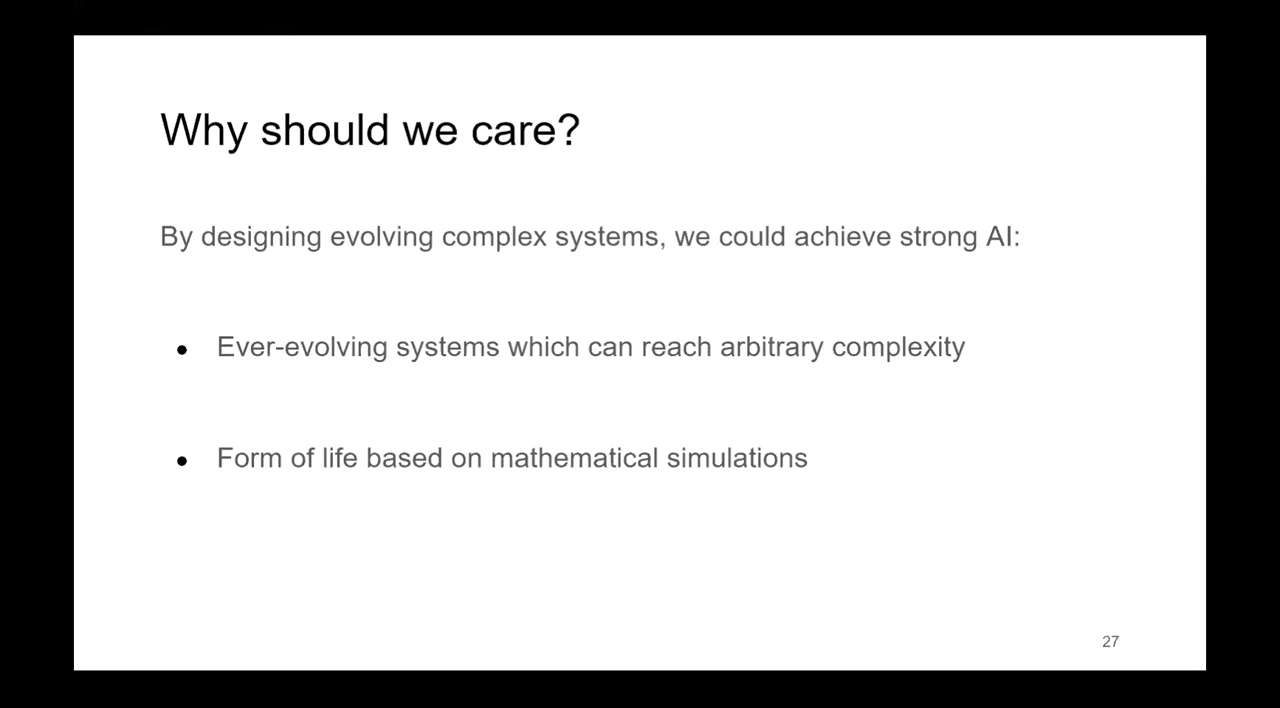 Why should we care?
By designing evolving complex systems, we could achieve strong AI:
● Ever-evolving systems which can reach arbitrary complexity
● Form of life based on mathematical simulations
27